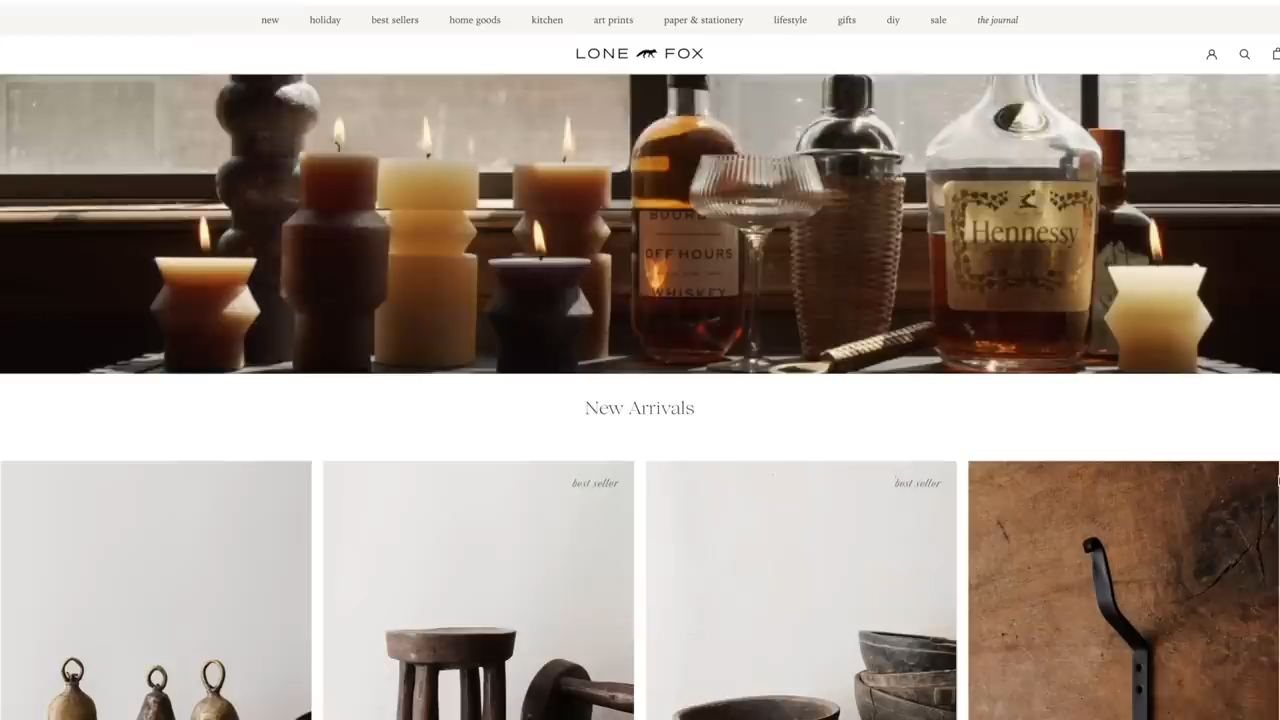 new holiday best sellers home goods kitchen art prints paper & stationery lifestyle gifts diy sale the journal
LONE FOX
BOURB
OFF HOURS
WHISKEY
Hennessy
New Arrivals
best seller best seller